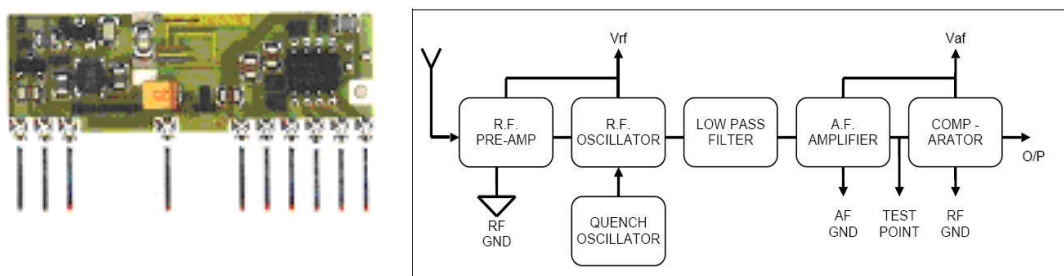 Vrf
Vaf
R.F.
PRE-AMP
R.F.
OSCILLATOR
LOW PASS
FILTER
A.F.
AMPLIFIER
COMP -
ARATOR
O/P
RF
GND
QUENCH
OSCILLATOR
AF
GND
TEST
POINT
RF
GND